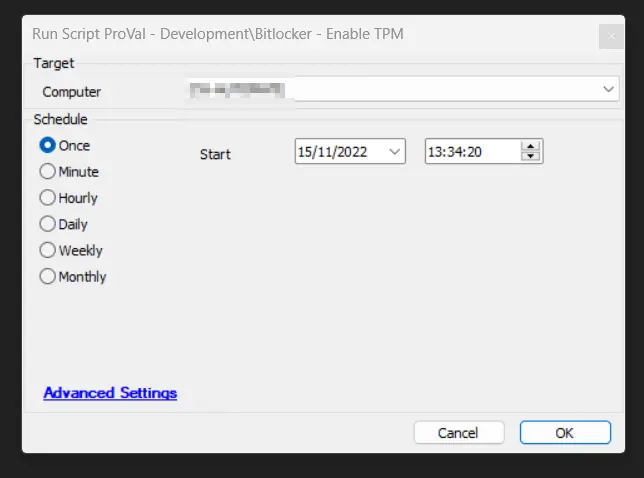 Run Script ProVal - Development\Bitlocker - Enable TPM
Target
Computer
Schedule
Once
Start
15/11/2022
13:34:20
Minute
Hourly
Daily
Weekly
Monthly
Advanced Settings
Cancel
OK